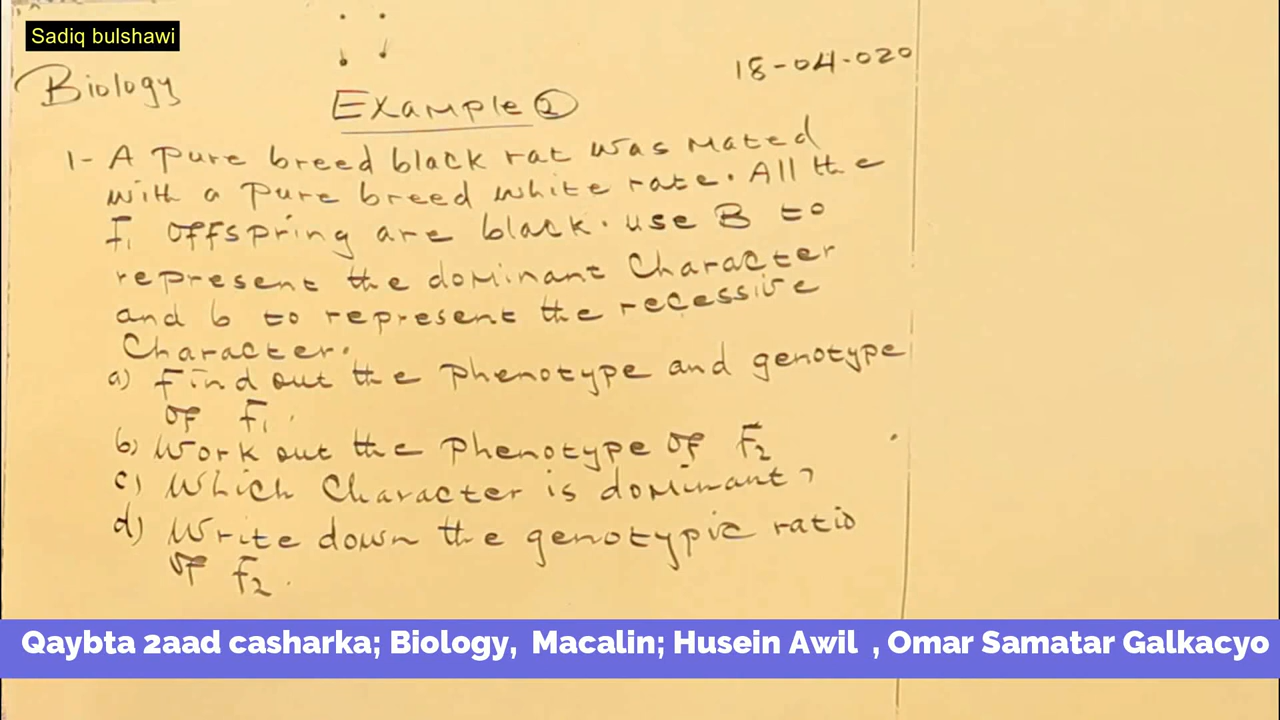 Sadiq bulshawi
Biology
18-04-020
Example 2
1- A pure breed black rat was mated
with a pure breed white rate. All the
F1 offspring are black. use B to
represent the dominant Character
and b to represent the recessive
Character.
a) Find out the phenotype and genotype
of F1.
b) Work out the phenotype of F2
c) Which Character is dominant?
d) Write down the genotypic ratio
of F2.
Qaybta 2aad casharka; Biology, Macalin; Husein Awil , Omar Samatar Galkacyo